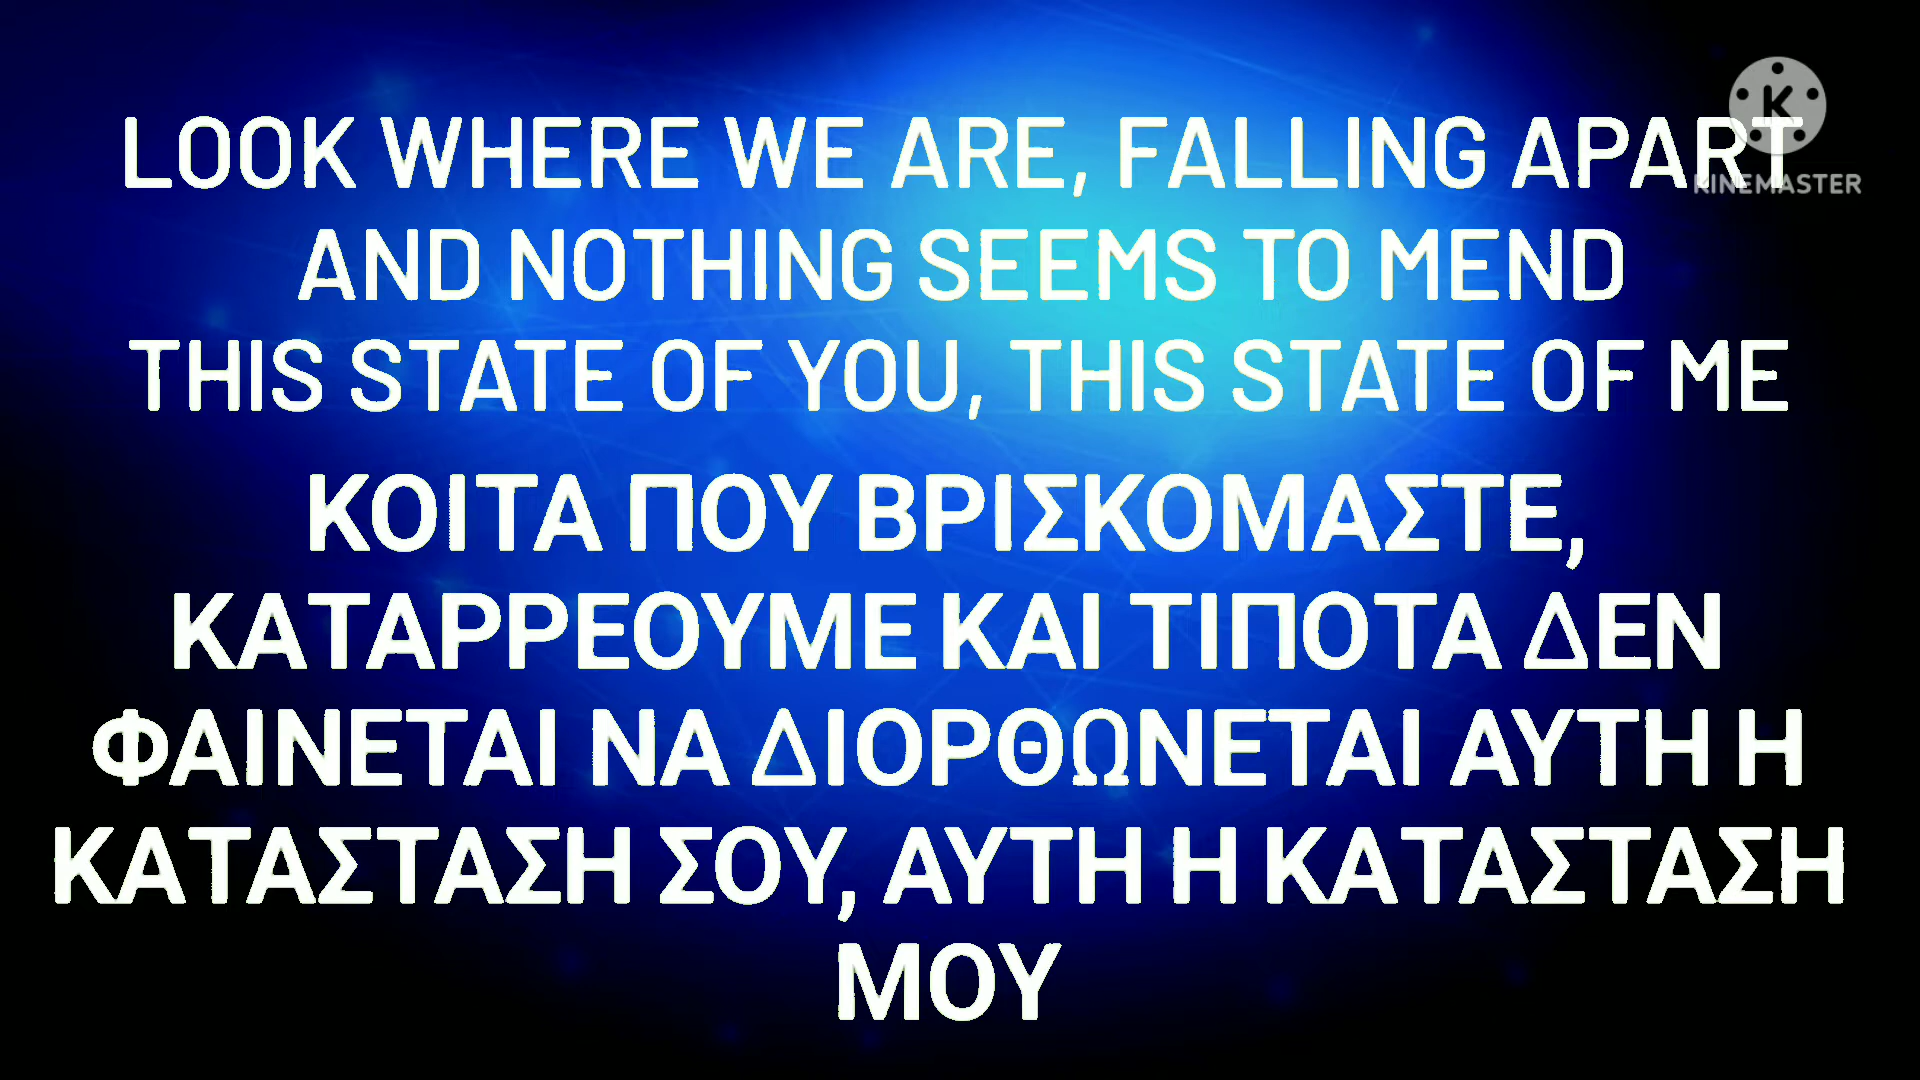 LOOK WHERE WE ARE, FALLING APART
KINEMASTER
AND NOTHING SEEMS TO MEND
THIS STATE OF YOU, THIS STATE OF ME
ΚΟΙΤΑ ΠΟΥ ΒΡΙΣΚΟΜΑΣΤΕ,
ΚΑΤΑΡΡΕΟΥΜΕ ΚΑΙ ΤΙΠΟΤΑ ΔΕΝ
ΦΑΙΝΕΤΑΙ ΝΑ ΔΙΟΡΘΩΝΕΤΑΙ ΑΥΤΗ Η
ΚΑΤΑΣΤΑΣΗ ΣΟΥ, ΑΥΤΗ Η ΚΑΤΑΣΤΑΣΗ
ΜΟΥ